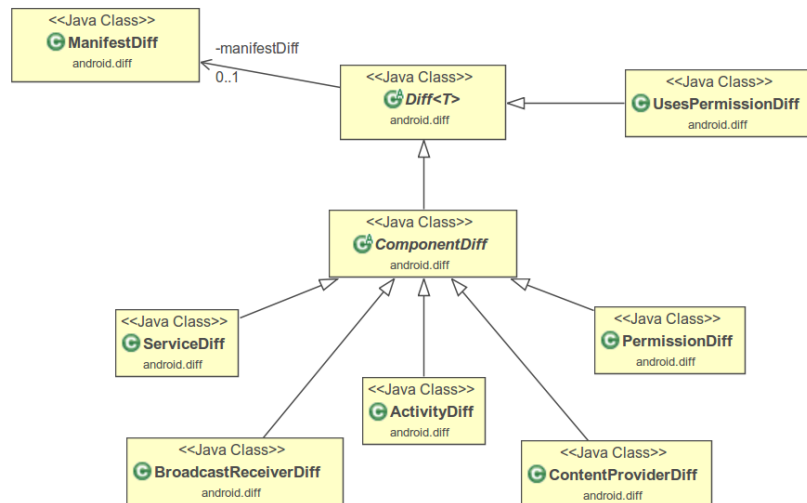 <<Java Class>>
ManifestDiff
android.diff
-manifestDiff
0..1
<<Java Class>>
Diff<T>
android.diff
<<Java Class>>
UsesPermissionDiff
android.diff
<<Java Class>>
ComponentDiff
android.diff
<<Java Class>>
ServiceDiff
android.diff
<<Java Class>>
PermissionDiff
android.diff
<<Java Class>>
ActivityDiff
android.diff
<<Java Class>>
BroadcastReceiverDiff
android.diff
<<Java Class>>
ContentProviderDiff
android.diff